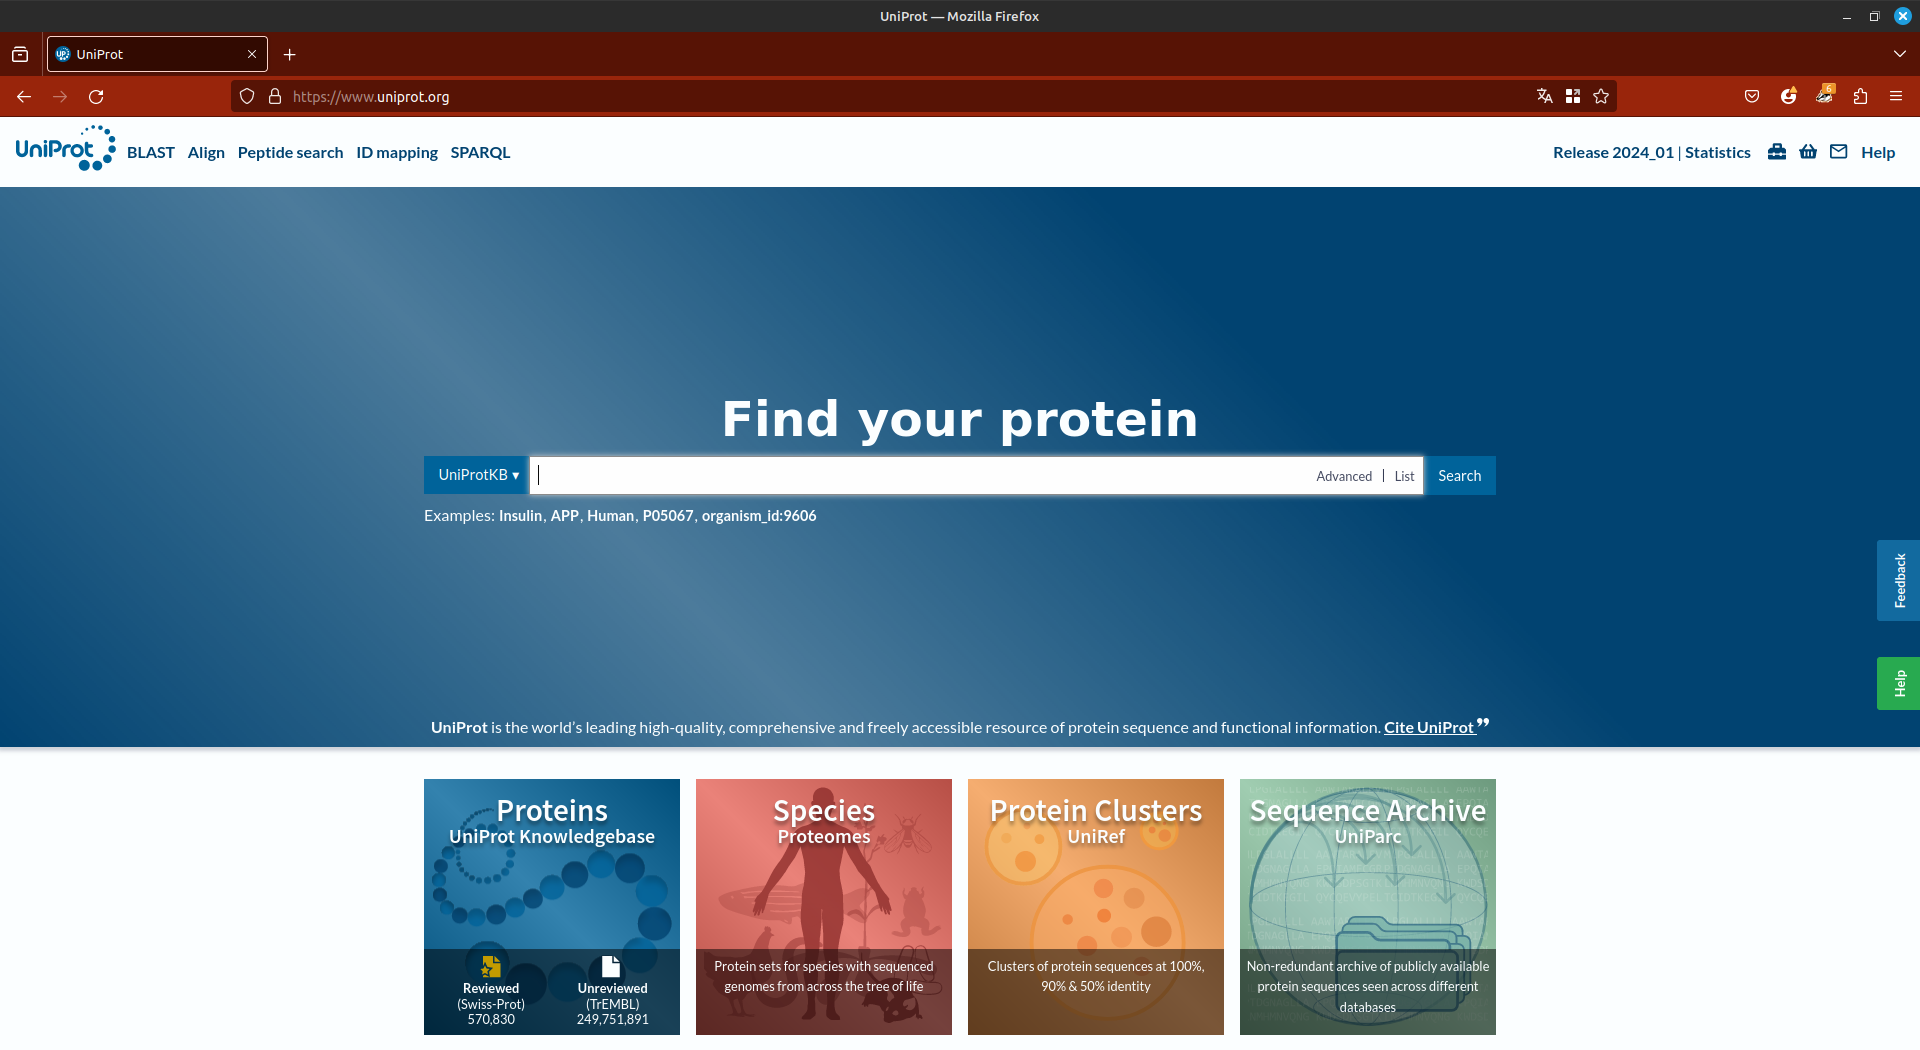 UniProt — Mozilla Firefox
UniProt
https://www.uniprot.org
6
UniProt BLAST Align Peptide search ID mapping SPARQL Release 2024_01 | Statistics Help
Find your protein
UniProtKB ▾ Advanced | List Search
Examples: Insulin, APP, Human, P05067, organism_id:9606
Feedback
Help
UniProt is the world's leading high-quality, comprehensive and freely accessible resource of protein sequence and functional information. Cite UniProt
Proteins
UniProt Knowledgebase
Reviewed
(Swiss-Prot)
570,830
Unreviewed
(TrEMBL)
249,751,891
Species
Proteomes
Protein sets for species with sequenced
genomes from across the tree of life
Protein Clusters
UniRef
Clusters of protein sequences at 100%,
90% & 50% identity
Sequence Archive
UniParc
Non-redundant archive of publicly available
protein sequences seen across different
databases